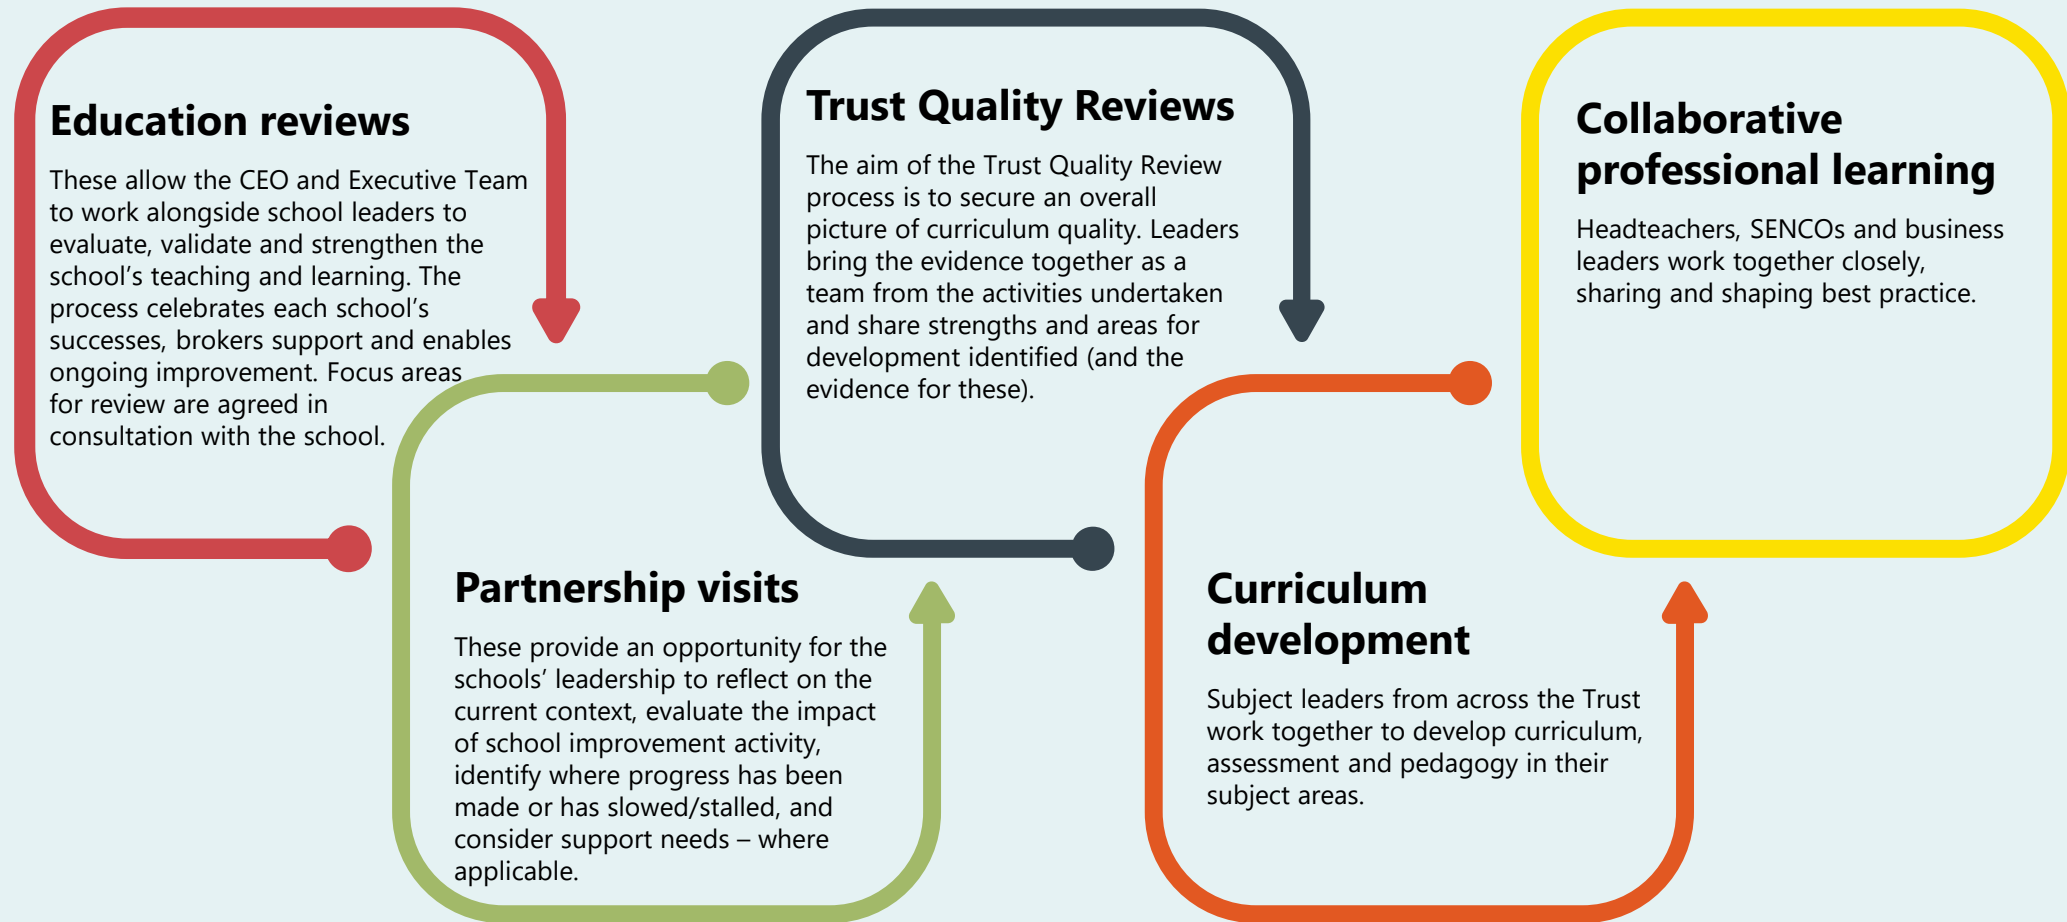 Education reviews
These allow the CEO and Executive Team
to work alongside school leaders to
evaluate, validate and strengthen the
school’s teaching and learning. The
process celebrates each school’s
successes, brokers support and enables
ongoing improvement. Focus areas
for review are agreed in
consultation with the school.
Partnership visits
These provide an opportunity for the
schools’ leadership to reflect on the
current context, evaluate the impact
of school improvement activity,
identify where progress has been
made or has slowed/stalled, and
consider support needs – where
applicable.
Trust Quality Reviews
The aim of the Trust Quality Review
process is to secure an overall
picture of curriculum quality. Leaders
bring the evidence together as a
team from the activities undertaken
and share strengths and areas for
development identified (and the
evidence for these).
Curriculum
development
Subject leaders from across the Trust
work together to develop curriculum,
assessment and pedagogy in their
subject areas.
Collaborative
professional learning
Headteachers, SENCOs and business
leaders work together closely,
sharing and shaping best practice.